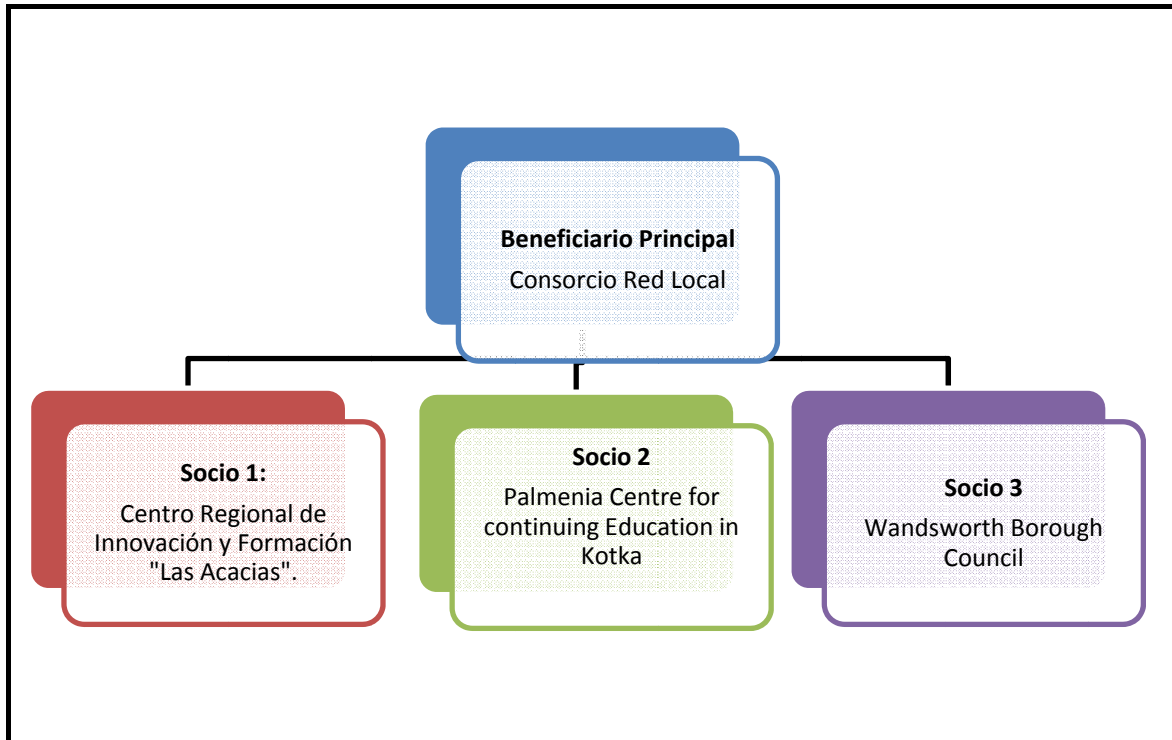 Beneficiario Principal
Consorcio Red Local
Socio 1:
Centro Regional de
Innovación y Formación
"Las Acacias".
Socio 2
Palmenia Centre for
continuing Education in
Kotka
Socio 3
Wandsworth Borough
Council